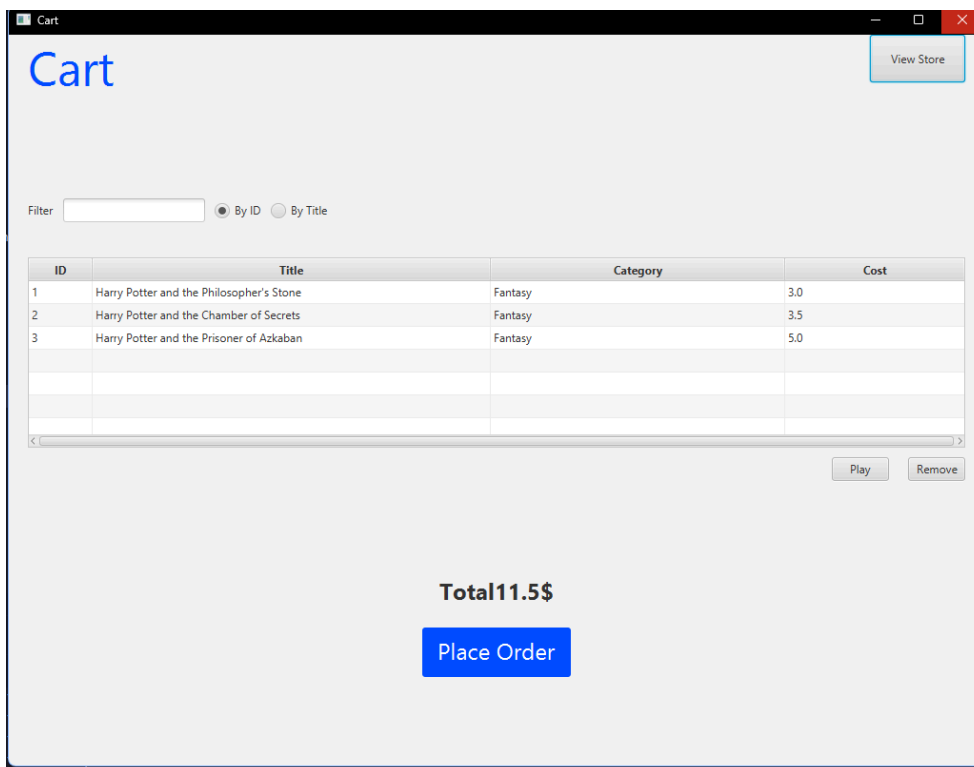 Cart
Cart
View Store
Filter By ID By Title
ID Title Category Cost
1 Harry Potter and the Philosopher's Stone Fantasy 3.0
2 Harry Potter and the Chamber of Secrets Fantasy 3.5
3 Harry Potter and the Prisoner of Azkaban Fantasy 5.0
Play Remove
Total11.5$
Place Order